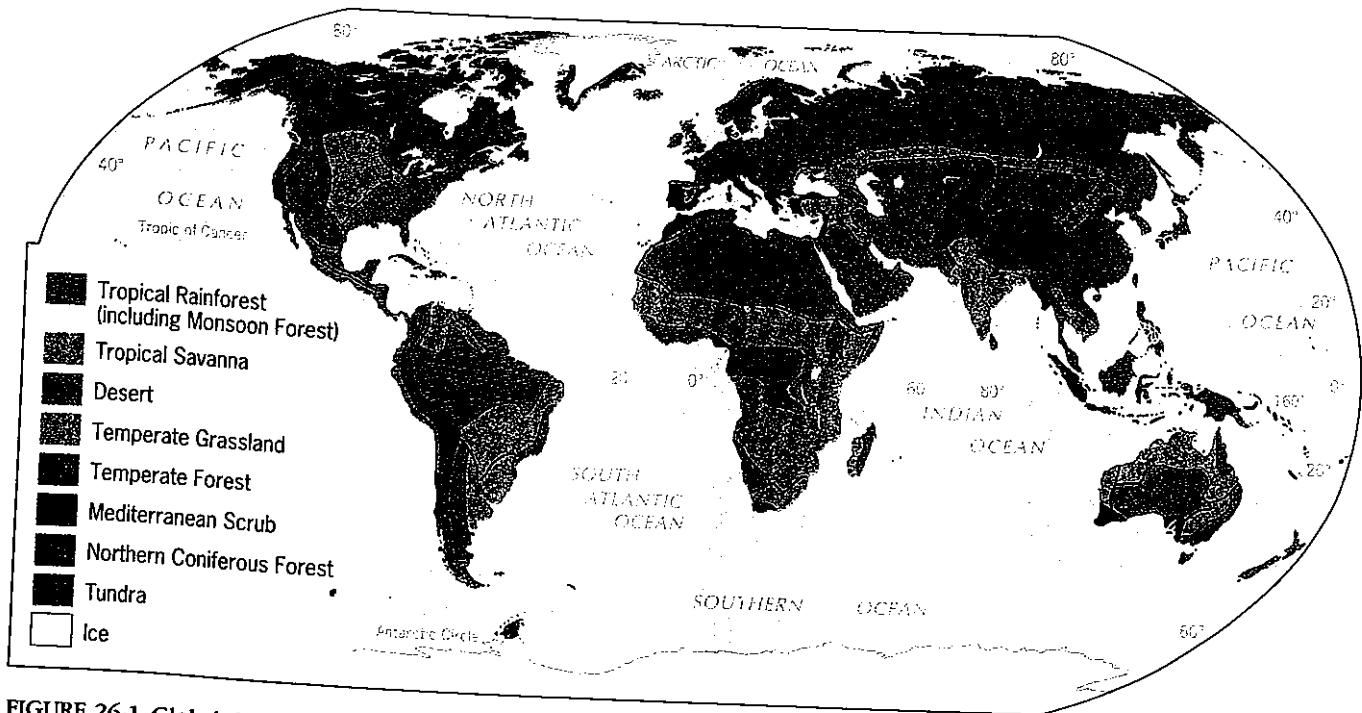 80°
80°
ARCTIC OCEAN
PACIFIC
40°
OCEAN
Tropic of Cancer
NORTH
ATLANTIC
OCEAN
40°
PACIFIC
20°
OCEAN
Tropical Rainforest
(including Monsoon Forest)
Tropical Savanna
Desert
Temperate Grassland
Temperate Forest
Mediterranean Scrub
Northern Coniferous Forest
Tundra
Ice
20
0°
60
80°
160°
0°
INDIAN
OCEAN
SOUTH
ATLANTIC
OCEAN
20°
SOUTHERN OCEAN
Antarctic Circle
60°
FIGURE 26.1